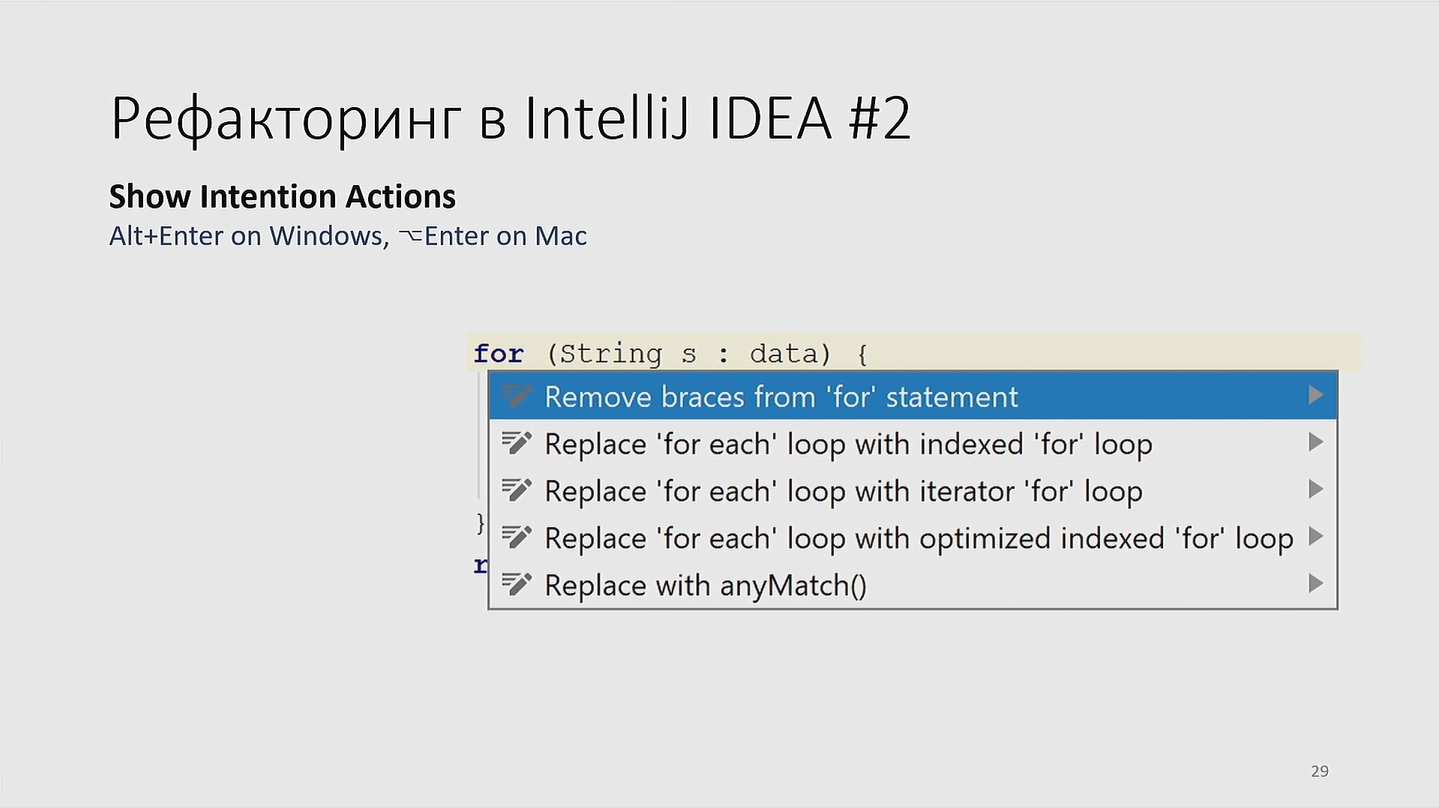 Рефакторинг в IntelliJ IDEA #2
Show Intention Actions
Alt+Enter on Windows, ⌥Enter on Mac
for (String s : data) {
Remove braces from 'for' statement
Replace 'for each' loop with indexed 'for' loop
Replace 'for each' loop with iterator 'for' loop
}
Replace 'for each' loop with optimized indexed 'for' loop
r
Replace with anyMatch()
29